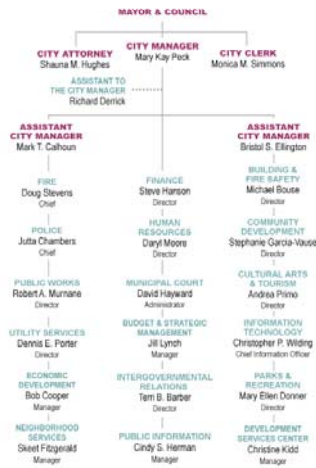 MAYOR & COUNCIL
CITY ATTORNEY
Shauna M. Hughes
CITY MANAGER
Mary Kay Peck
CITY CLERK
Monica M. Simmons
ASSISTANT TO
THE CITY MANAGER
Richard Derrick
ASSISTANT
CITY MANAGER
Mark T. Calhoun
FIRE
Doug Stevens
Chief
POLICE
Jutta Chambers
Chief
PUBLIC WORKS
Robert A. Murnane
Director
UTILITY SERVICES
Dennis E. Porter
Director
ECONOMIC
DEVELOPMENT
Bob Cooper
Manager
NEIGHBORHOOD
SERVICES
Skeet Fitzgerald
Manager
FINANCE
Steve Hanson
Director
HUMAN
RESOURCES
Daryl Moore
Director
MUNICIPAL COURT
David Hayward
Administrator
BUDGET & STRATEGIC
MANAGEMENT
Jill Lynch
Manager
INTERGOVERNMENTAL
RELATIONS
Terri B. Barber
Director
PUBLIC INFORMATION
Cindy S. Herman
Manager
ASSISTANT
CITY MANAGER
Bristol S. Ellington
BUILDING &
FIRE SAFETY
Michael Bouse
Director
COMMUNITY
DEVELOPMENT
Stephanie Garcia-Vause
Director
CULTURAL ARTS
& TOURISM
Andrea Primo
Director
INFORMATION
TECHNOLOGY
Christopher P. Wilding
Chief Information Officer
PARKS &
RECREATION
Mary Ellen Donner
Director
DEVELOPMENT
SERVICES CENTER
Christine Kidd
Manager